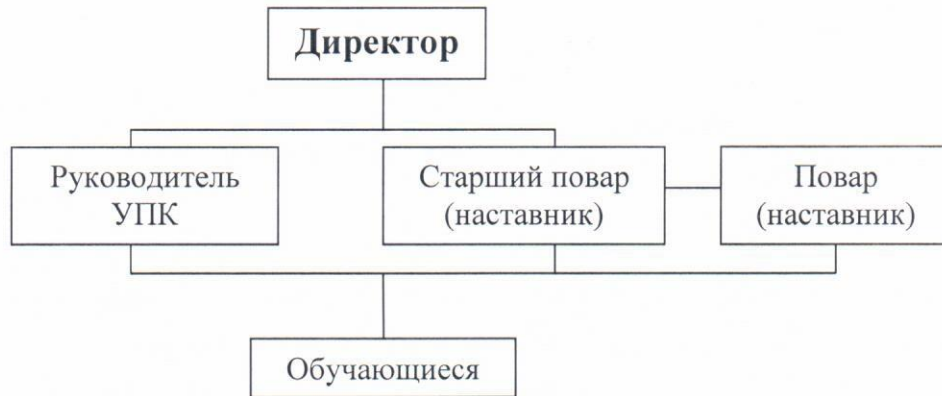 Директор
Руководитель
УПК
Старший повар
(наставник)
Повар
(наставник)
Обучающиеся